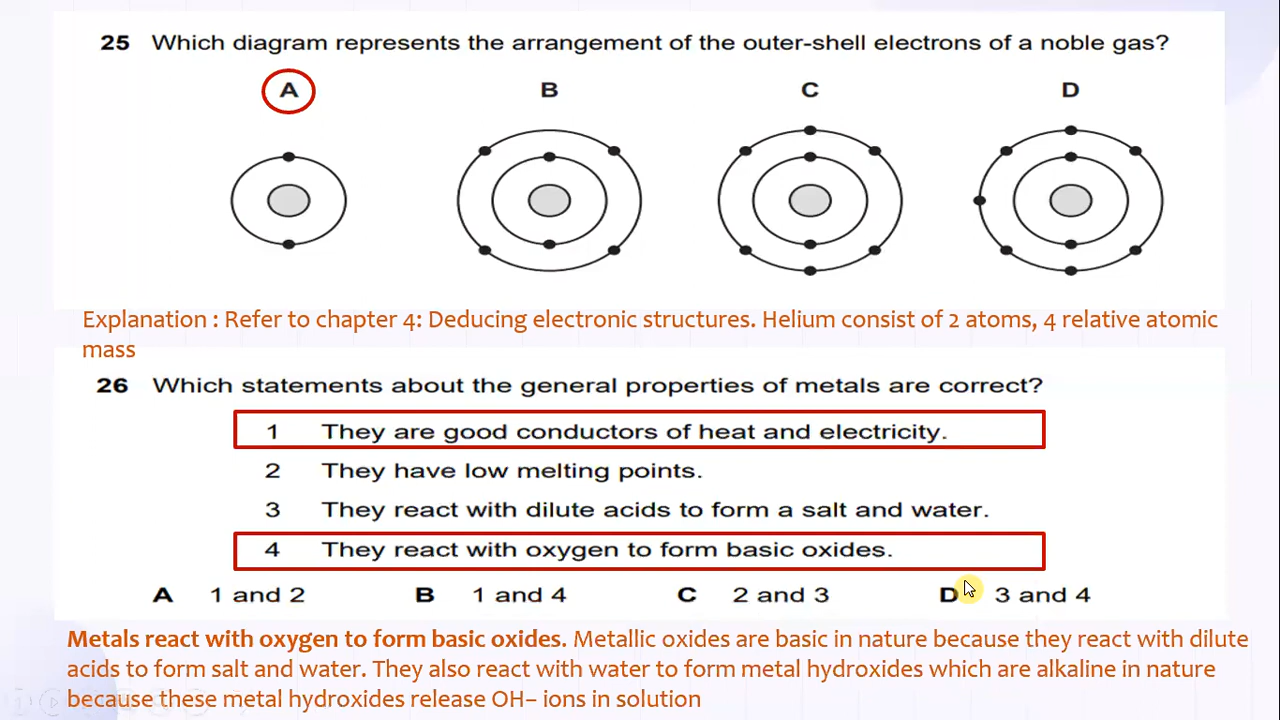 25 Which diagram represents the arrangement of the outer-shell electrons of a noble gas?
A B C D
Explanation : Refer to chapter 4: Deducing electronic structures. Helium consist of 2 atoms, 4 relative atomic
mass
26 Which statements about the general properties of metals are correct?
1 They are good conductors of heat and electricity.
2 They have low melting points.
3 They react with dilute acids to form a salt and water.
4 They react with oxygen to form basic oxides.
A 1 and 2 B 1 and 4 C 2 and 3 D 3 and 4
Metals react with oxygen to form basic oxides. Metallic oxides are basic in nature because they react with dilute
acids to form salt and water. They also react with water to form metal hydroxides which are alkaline in nature
because these metal hydroxides release OH– ions in solution